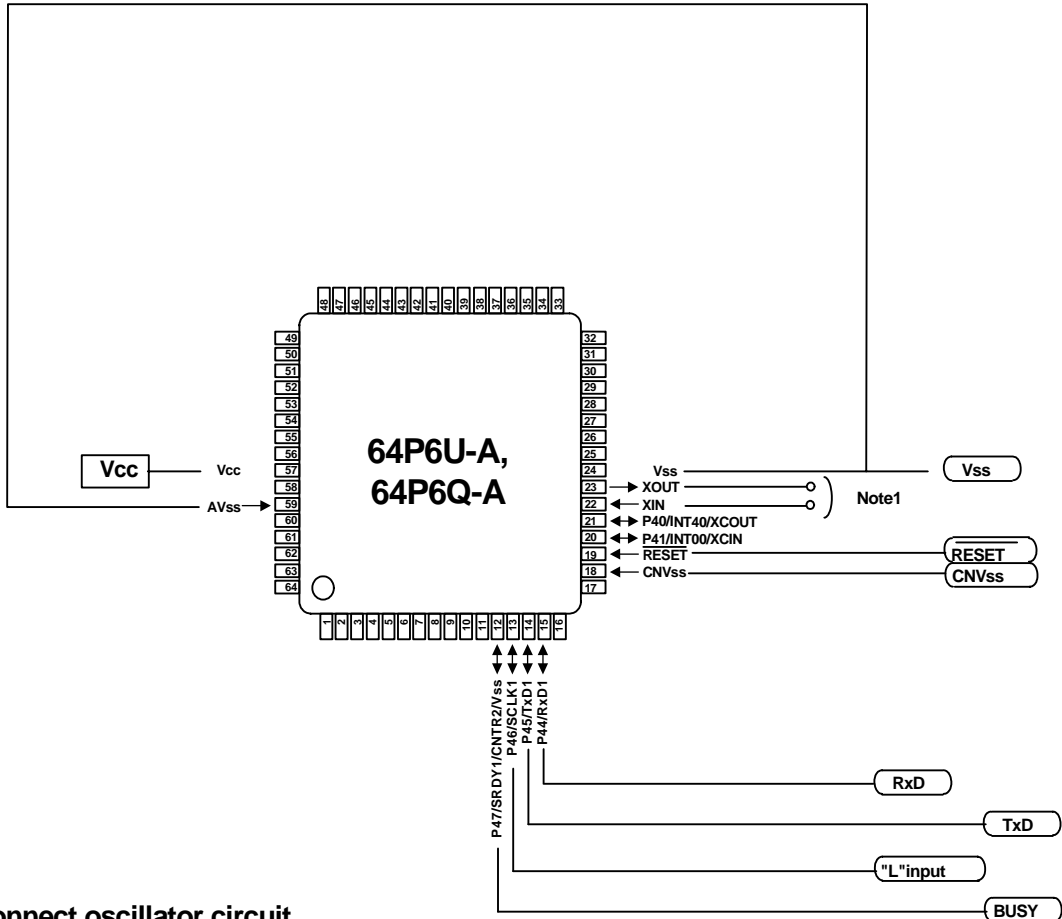 48 47 46 45 44 43 42 41 40 39 38 37 36 35 34 33
49
50
51
52
53
54
55
56
57
58
59
60
61
62
63
64
32
31
30
29
28
27
26
25
24
23
22
21
20
19
18
17
64P6U-A,
64P6Q-A
Vcc
Vcc
AVss
Vss
Vss
XOUT
XIN
Note1
P40/INT40/XCOUT
P41/INT00/XCIN
RESET
RESET
CNVss
CNVss
1 2 3 4 5 6 7 8 9 10 11 12 13 14 15 16
P47/SRDY1/CNTR2/Vss
P46/SCLK1
P45/TxD1
P44/RxD1
RxD
TxD
"L"input
BUSY
onnect oscillator circuit